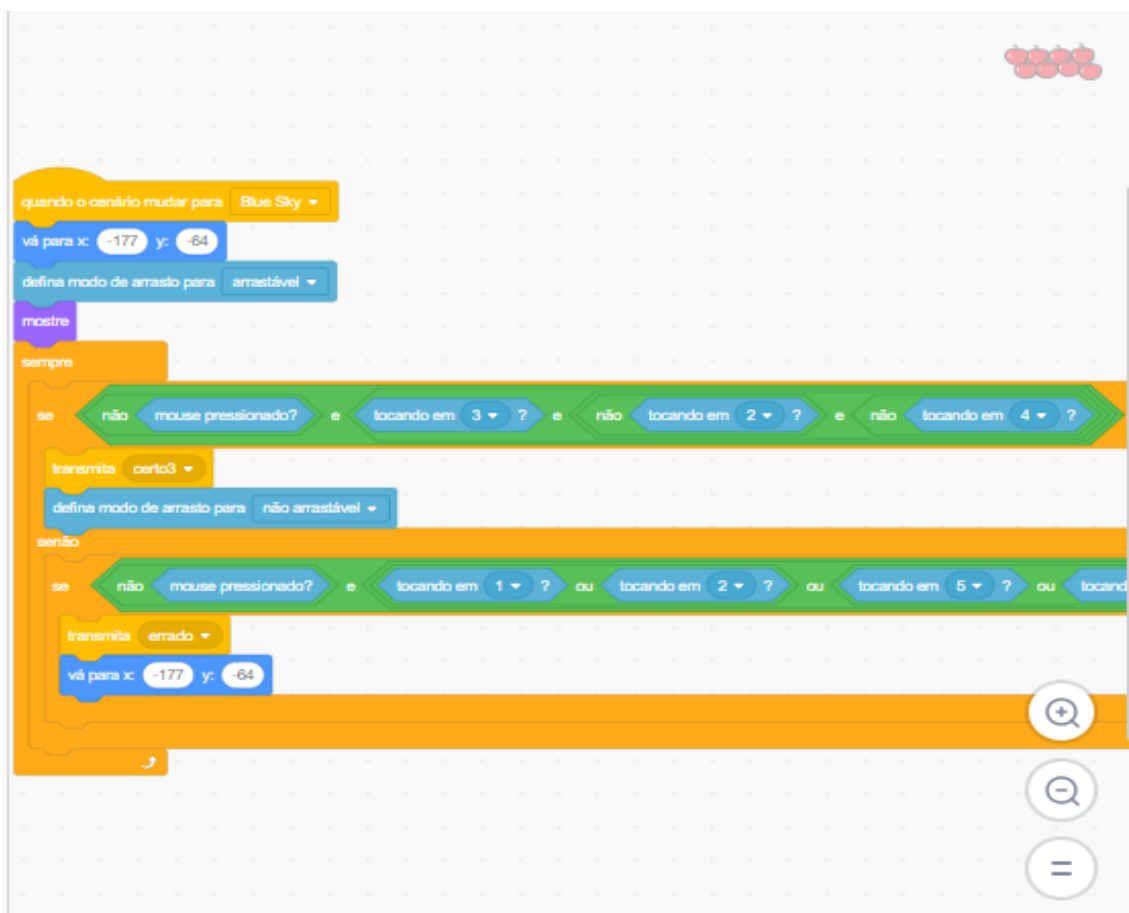 quando o cenário mudar para Blue Sky
vá para x: -177 y: -64
defina modo de arrasto para arrastável
mostre
sempre
se não mouse pressionado? e tocando em 3 ? e não tocando em 2 ? e não tocando em 4 ?
transmita certo3
defina modo de arrasto para não arrastável
senão
se não mouse pressionado? e tocando em 1 ? ou tocando em 2 ? ou tocando em 5 ? ou tocand
transmita errado
vá para x: -177 y: -64